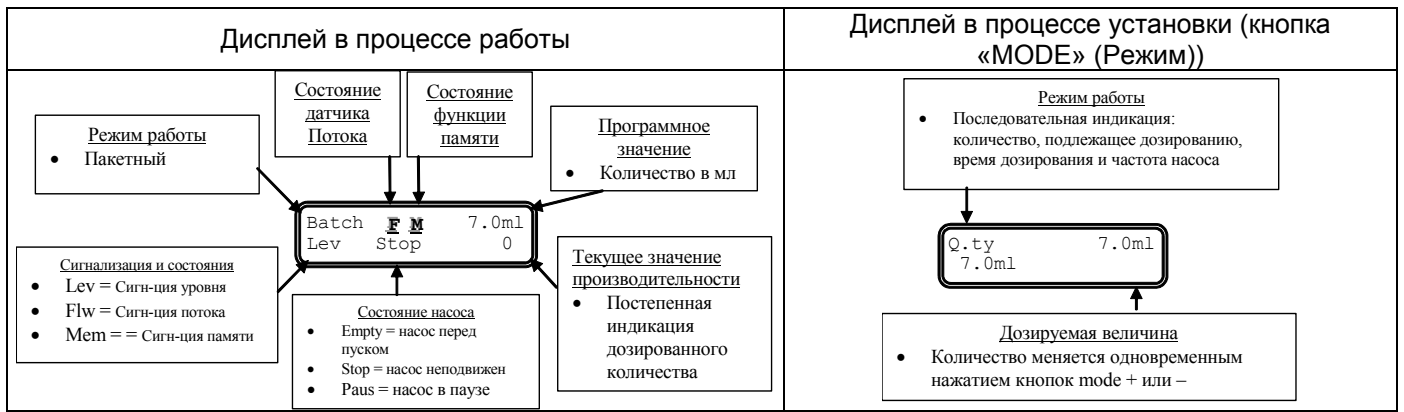 Дисплей в процессе работы
Дисплей в процессе установки (кнопка
«MODE» (Режим))
Состояние
датчика
Потока
Состояние
функции
памяти
Режим работы
• Пакетный
Программное
значение
• Количество в мл
Batch F M 7.0ml
Lev Stop 0
Сигнализация и состояния
• Lev = Сигн-ция уровня
• Flw = Сигн-ция потока
• Mem = = Сигн-ция памяти
Состояние насоса
• Empty = насос перед
пуском
• Stop = насос неподвижен
• Paus = насос в паузе
Текущее значение
производительности
• Постепенная
индикация
дозированного
количества
Режим работы
• Последовательная индикация:
количество, подлежащее дозированию,
время дозирования и частота насоса
Q.ty 7.0ml
7.0ml
Дозируемая величина
• Количество меняется одновременным
нажатием кнопок mode + или –